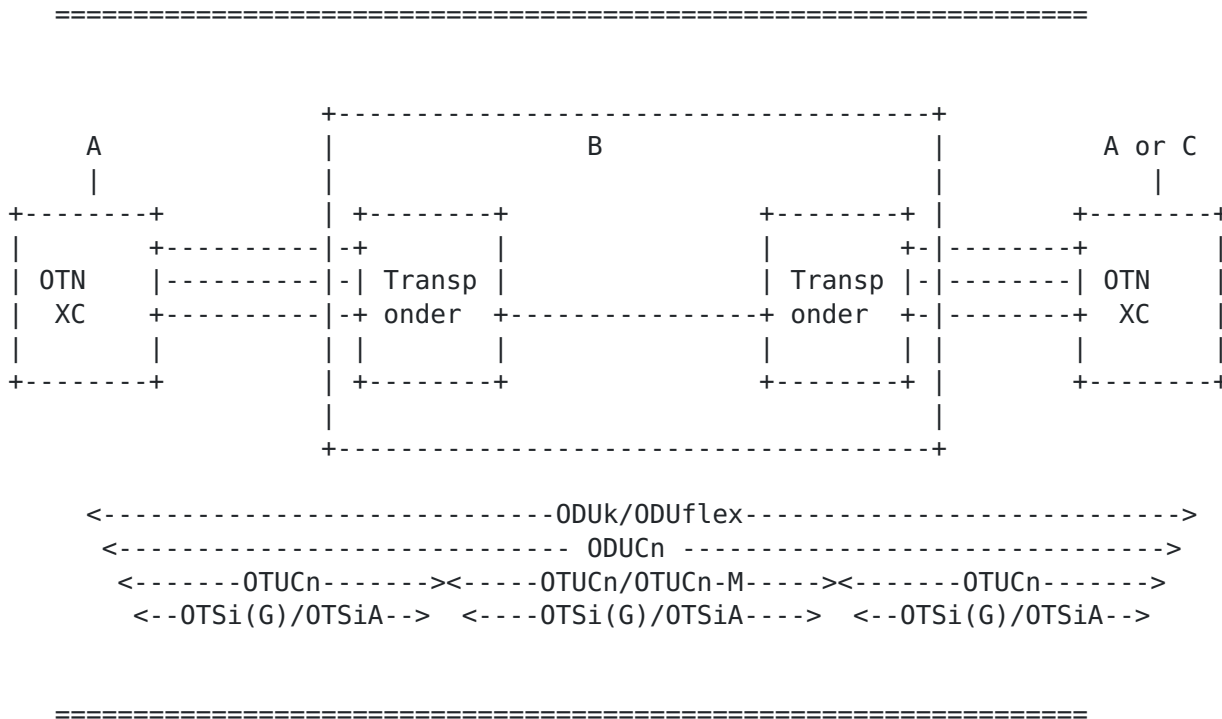 ==================================================================
+--------------------------------------+
A | B | A or C
| | | |
+--------+ | +--------+ +--------+ | +--------+
| +----------|-+ | | +-|--------+ |
| OTN |----------|-| Transp | | Transp |-|--------| OTN |
| XC +----------|-+ onder +----------------+ onder +-|--------+ XC |
| | | | | | | | | |
+--------+ | +--------+ +--------+ | +--------+
| |
+--------------------------------------+
<-----------------------------ODUk/ODUflex---------------------------->
<----------------------------- ODUCn ------------------------------->
<-------OTUCn-------><-----OTUCn/OTUCn-M-----><-------OTUCn------->
<--OTSi(G)/OTSiA--> <----OTSi(G)/OTSiA----> <--OTSi(G)/OTSiA-->
==================================================================